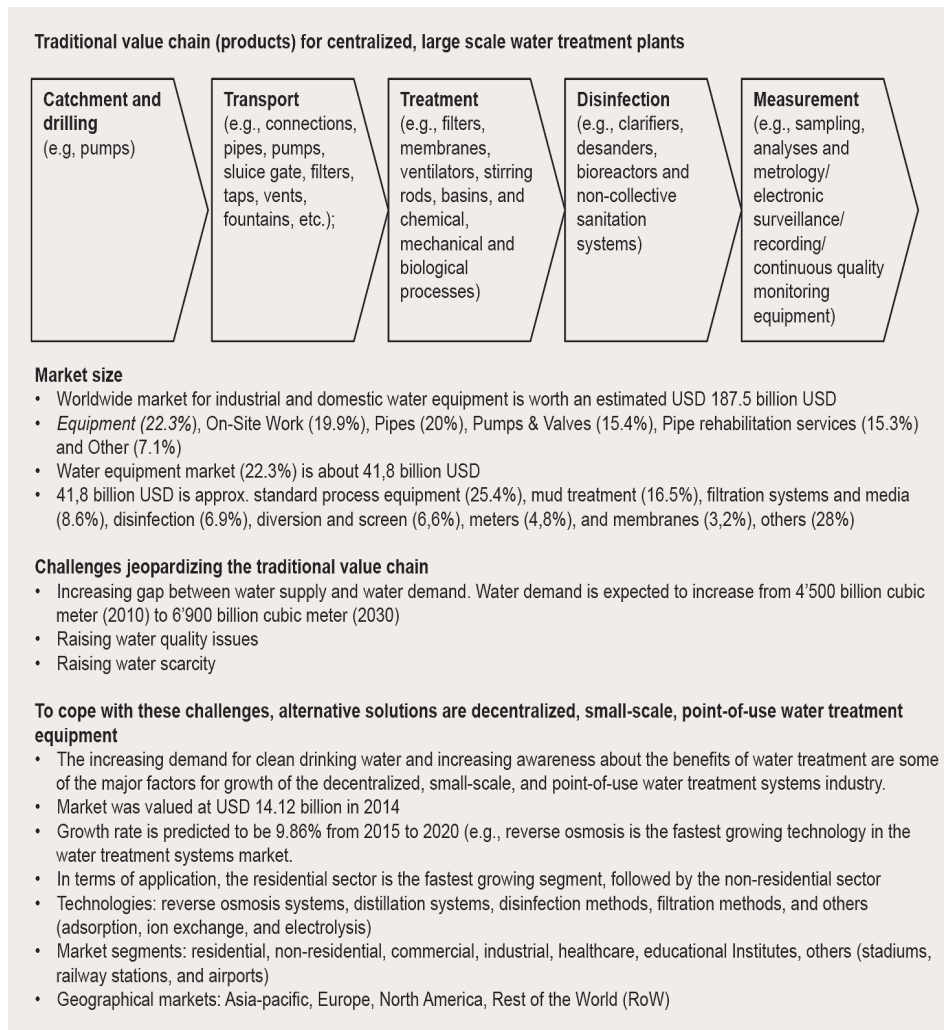 Traditional value chain (products) for centralized, large scale water treatment plants
Catchment and
drilling
(e.g, pumps)
Transport
(e.g., connections,
pipes, pumps,
sluice gate, filters,
taps, vents,
fountains, etc.);
Treatment
(e.g., filters,
membranes,
ventilators, stirring
rods, basins, and
chemical,
mechanical and
biological
processes)
Disinfection
(e.g., clarifiers,
desanders,
bioreactors and
non-collective
sanitation
systems)
Measurement
(e.g., sampling,
analyses and
metrology/
electronic
surveillance/
recording/
continuous quality
monitoring
equipment)
Market size
• Worldwide market for industrial and domestic water equipment is worth an estimated USD 187.5 billion USD
• Equipment (22.3%), On-Site Work (19.9%), Pipes (20%), Pumps & Valves (15.4%), Pipe rehabilitation services (15.3%)
and Other (7.1%)
• Water equipment market (22.3%) is about 41,8 billion USD
• 41,8 billion USD is approx. standard process equipment (25.4%), mud treatment (16.5%), filtration systems and media
(8.6%), disinfection (6.9%), diversion and screen (6,6%), meters (4,8%), and membranes (3,2%), others (28%)
Challenges jeopardizing the traditional value chain
• Increasing gap between water supply and water demand. Water demand is expected to increase from 4’500 billion cubic
meter (2010) to 6’900 billion cubic meter (2030)
• Raising water quality issues
• Raising water scarcity
To cope with these challenges, alternative solutions are decentralized, small-scale, point-of-use water treatment
equipment
• The increasing demand for clean drinking water and increasing awareness about the benefits of water treatment are some
of the major factors for growth of the decentralized, small-scale, and point-of-use water treatment systems industry.
• Market was valued at USD 14.12 billion in 2014
• Growth rate is predicted to be 9.86% from 2015 to 2020 (e.g., reverse osmosis is the fastest growing technology in the
water treatment systems market.
• In terms of application, the residential sector is the fastest growing segment, followed by the non-residential sector
• Technologies: reverse osmosis systems, distillation systems, disinfection methods, filtration methods, and others
(adsorption, ion exchange, and electrolysis)
• Market segments: residential, non-residential, commercial, industrial, healthcare, educational Institutes, others (stadiums,
railway stations, and airports)
• Geographical markets: Asia-pacific, Europe, North America, Rest of the World (RoW)